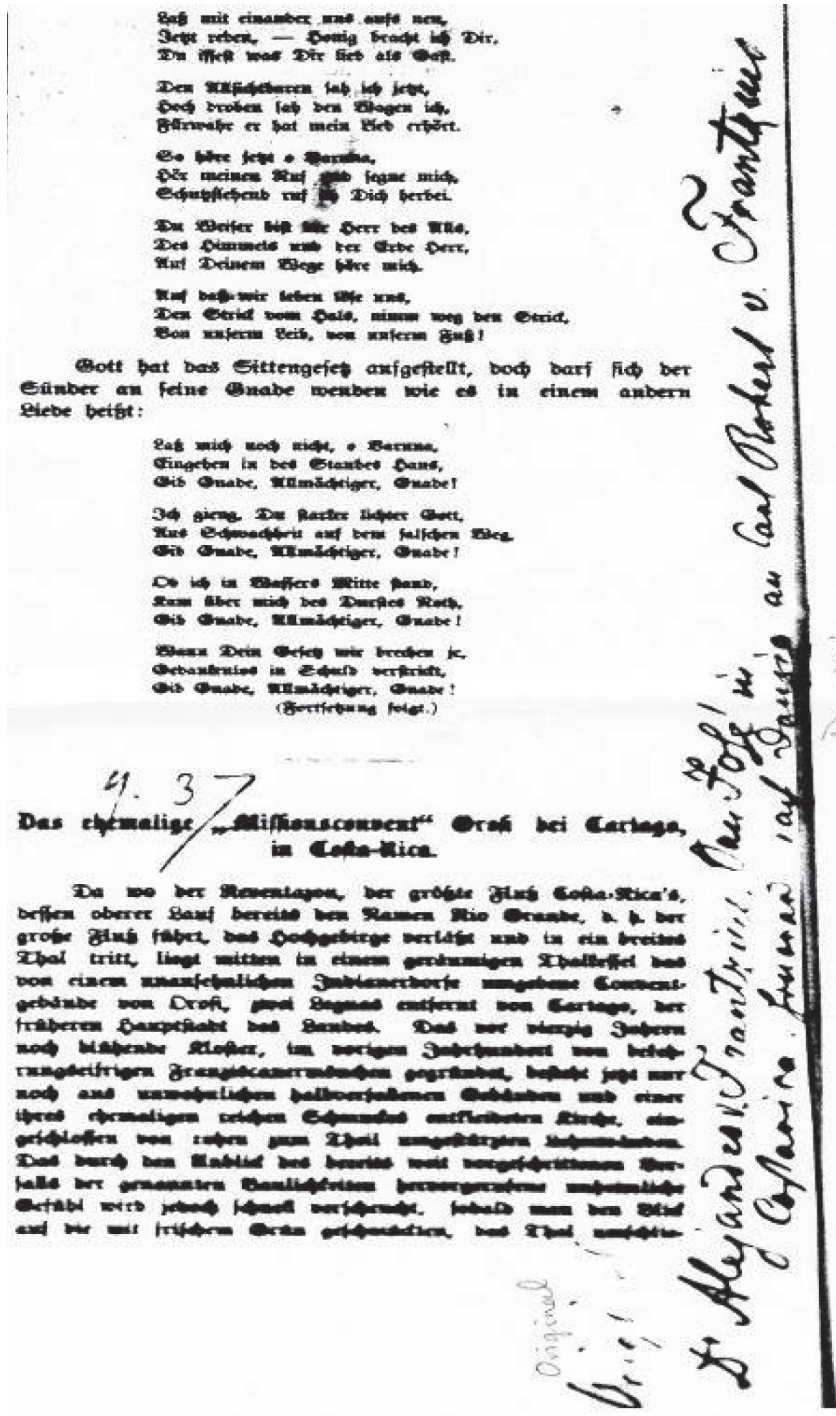 Laß mit einander uns aufs neu,
Jetzt reden, — Honig bracht ich Dir,
Du issest was Dir lieb als Gast.
Den Allsichtbaren sah ich jetzt,
Hoch droben sah den Wagen ich,
Fürwahr er hat mein Lied erhört.
So höre jetzt o Varuna,
Hör meinen Ruf und segne mich,
Schutzflehend ruf ich Dich herbei.
Du Weiser bist der Herr des Alls,
Des Himmels und der Erde Herr,
Auf Deinem Wege höre mich.
Auf daß wir leben löse uns,
Den Strick vom Hals, nimm weg den Strick,
Von unserm Leib, von unserm Fuß!
Gott hat das Sittengesetz aufgestellt, doch darf sich der
Sünder an seine Gnade wenden wie es in einem andern
Liede heißt:
Laß mich noch nicht, o Varuna,
Eingehen in des Staubes Haus,
Gib Gnade, Allmächtiger, Gnade!
Ich gieng, Du starker lichter Gott,
Aus Schwachheit auf dem falschen Weg,
Gib Gnade, Allmächtiger, Gnade!
Ob ich in Wassers Mitte stand,
Kam über mich des Durstes Noth,
Gib Gnade, Allmächtiger, Gnade!
Wann Dein Gesetz wir brechen je,
Gedankenlos in Schuld verstrickt,
Gib Gnade, Allmächtiger, Gnade!
(Fortsetzung folgt.)
9. 37
Das ehemalige „Missionsconvent“ Orosi bei Cartago,
in Costa-Rica.
Da wo der Reventazon, der größte Fluß Costa-Rica's,
dessen oberer Lauf bereits den Namen Rio Grande, d. h. der
große Fluß führt, das Hochgebirge verläßt und in ein breites
Thal tritt, liegt mitten in einem geräumigen Thalkessel das
von einem unansehnlichen Indianerdorfe umgebene Convent-
gebäude von Orosi, zwei Leguas entfernt von Cartago, der
früheren Hauptstadt des Landes. Das vor vierzig Jahren
noch blühende Kloster, im vorigen Jahrhundert von bekeh-
rungseifrigen Franziscanermönchen gegründet, besteht jetzt nur
noch aus unwohnlichen halbverfallenen Gebäuden und einer
ihres ehemaligen reichen Schmuckes entkleideten Kirche, ein-
geschlossen von rohen zum Theil umgestürzten Lehmwänden.
Das durch den Anblick des bereits weit vorgeschrittenen Ver-
falls der genannten Baulichkeiten hervorgerufene unheimliche
Gefühl wird jedoch schnell verscheucht, sobald man den Blick
auf die mit frischem Grün geschmückten, das Thal umschlie-
Dr Alexander v. Frantzius, San José in
Costarica. auf Danzig an Carl Robert v. Frantzius
Original